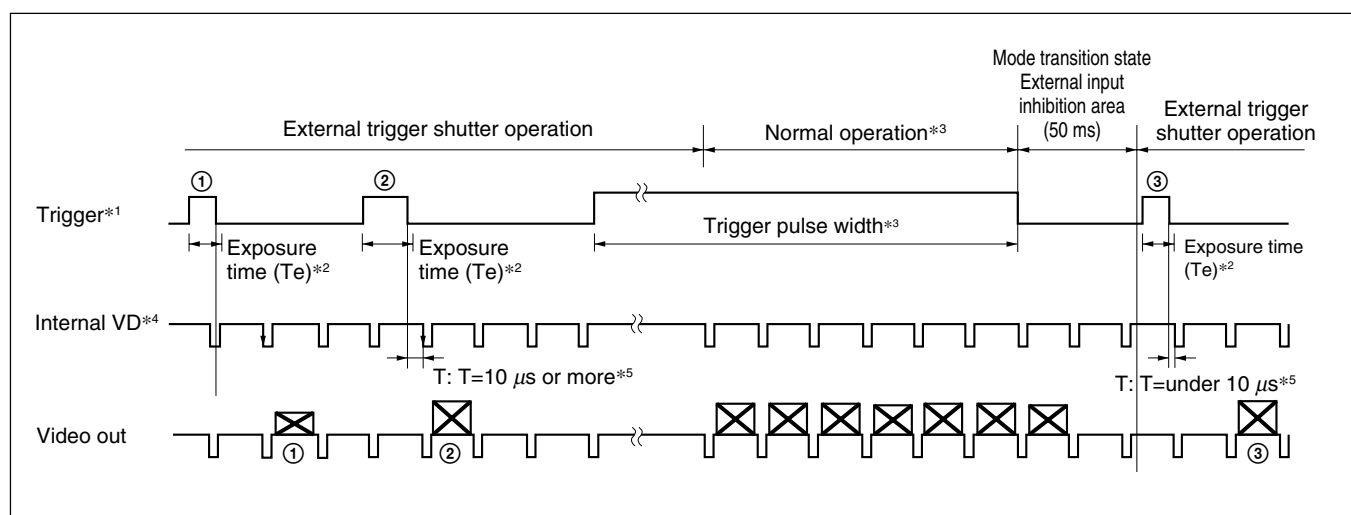 Mode transition state
External input
inhibition area
(50 ms)
External trigger shutter operation
Normal operation*3
External trigger
shutter operation
① ② ③
Trigger*1
Exposure
time (Te)*2
Exposure
time (Te)*2
Trigger pulse width*3
Exposure time
(Te)*2
Internal VD*4
T: T=10 μs or more*5
T: T=under 10 μs*5
Video out
① ② ③